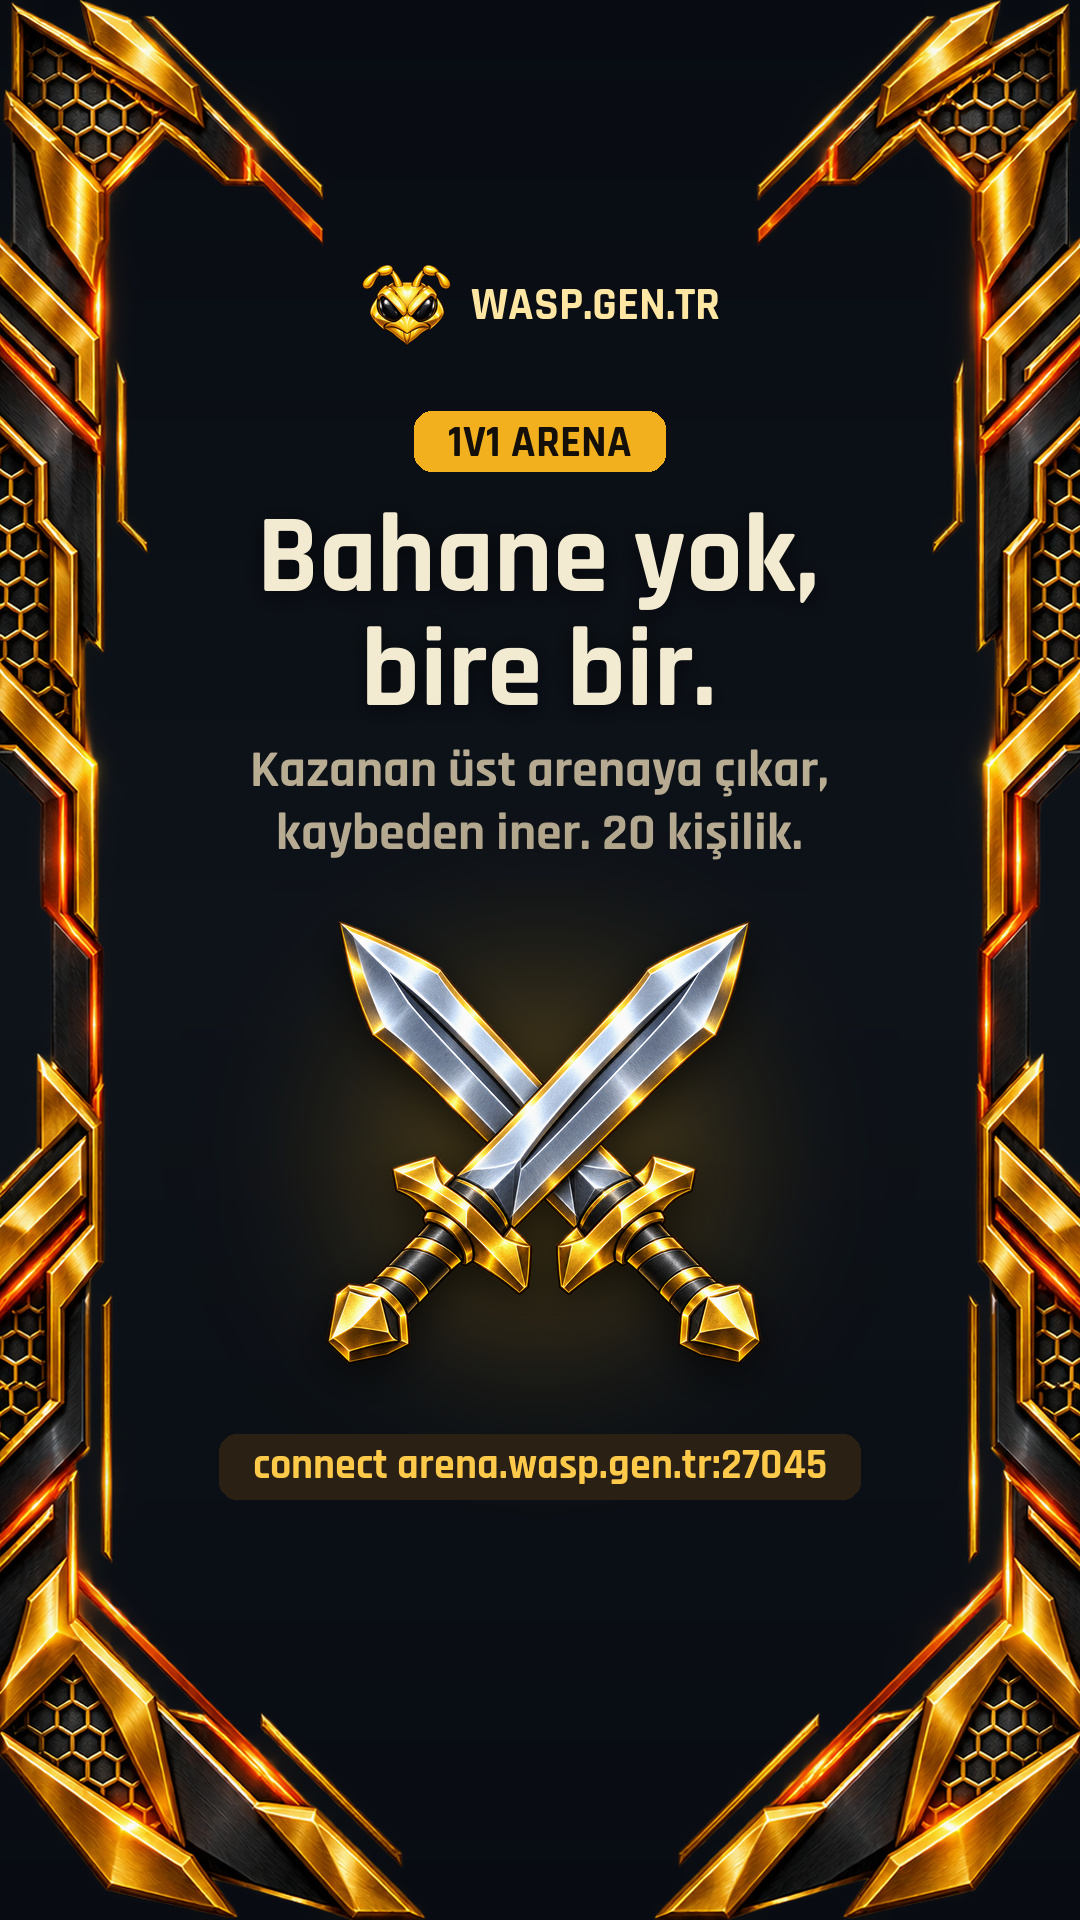 WASP.GEN.TR
1V1 ARENA
Bahane yok,
bire bir.
Kazanan üst arenaya çıkar,
kaybeden iner. 20 kişilik.
connect arena.wasp.gen.tr:27045